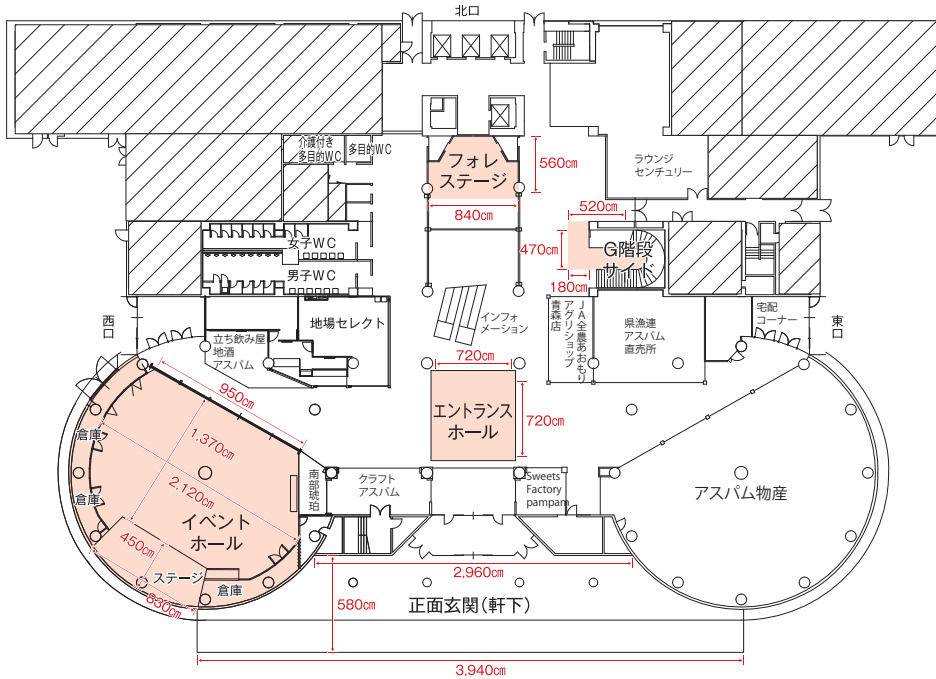 北口
介護付き
多目的WC
多目的WC
フォレ
ステージ
560㎝
840㎝
ラウンジ
センチュリー
520㎝
470㎝
G階段
サイド
180㎝
女子WC
男子WC
西口
地場セレクト
立ち飲み屋
地酒
アスパム
インフォ
メーション
JA全農あおもり
アグリショップ
青森店
県漁連
アスパム
直売所
宅配
コーナー
東口
720㎝
エントランス
ホール
720㎝
950㎝
1,370㎝
2,120㎝
倉庫
倉庫
イベント
ホール
450㎝
ステージ
倉庫
830㎝
南部琥珀
クラフト
アスパム
Sweets
Factory
pampam
アスパム物産
2,960㎝
580㎝
正面玄関(軒下)
3,940㎝